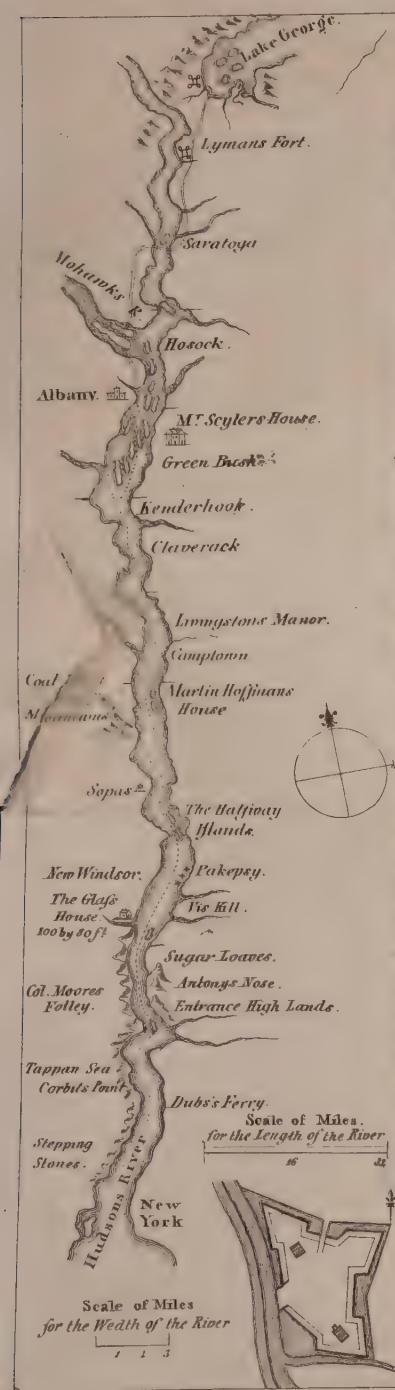 Lake George.
Lymans Fort.
Saratoga
Mohawks R.
Hosock.
Albany.
Mr Scylers House.
Green Bush
Kenderhook.
Claverack
Livingstons Manor.
Camptown
Coal
Mountains
Martin Hoffmans
House
Sopas
The Halfway
Islands.
New Windsor.
Pakepsy.
The Glass
House.
100 by 80 ft
Vis Kill.
Sugar Loaves.
Antonys Nose.
Col. Moores
Folley.
Entrance High Lands.
Tappan Sea
Corbits Point
Dubs's Ferry.
Scale of Miles.
for the Length of the River
16 32
Stepping
Stones.
Hudsons River
New
York
Scale of Miles
for the Wedth of the River